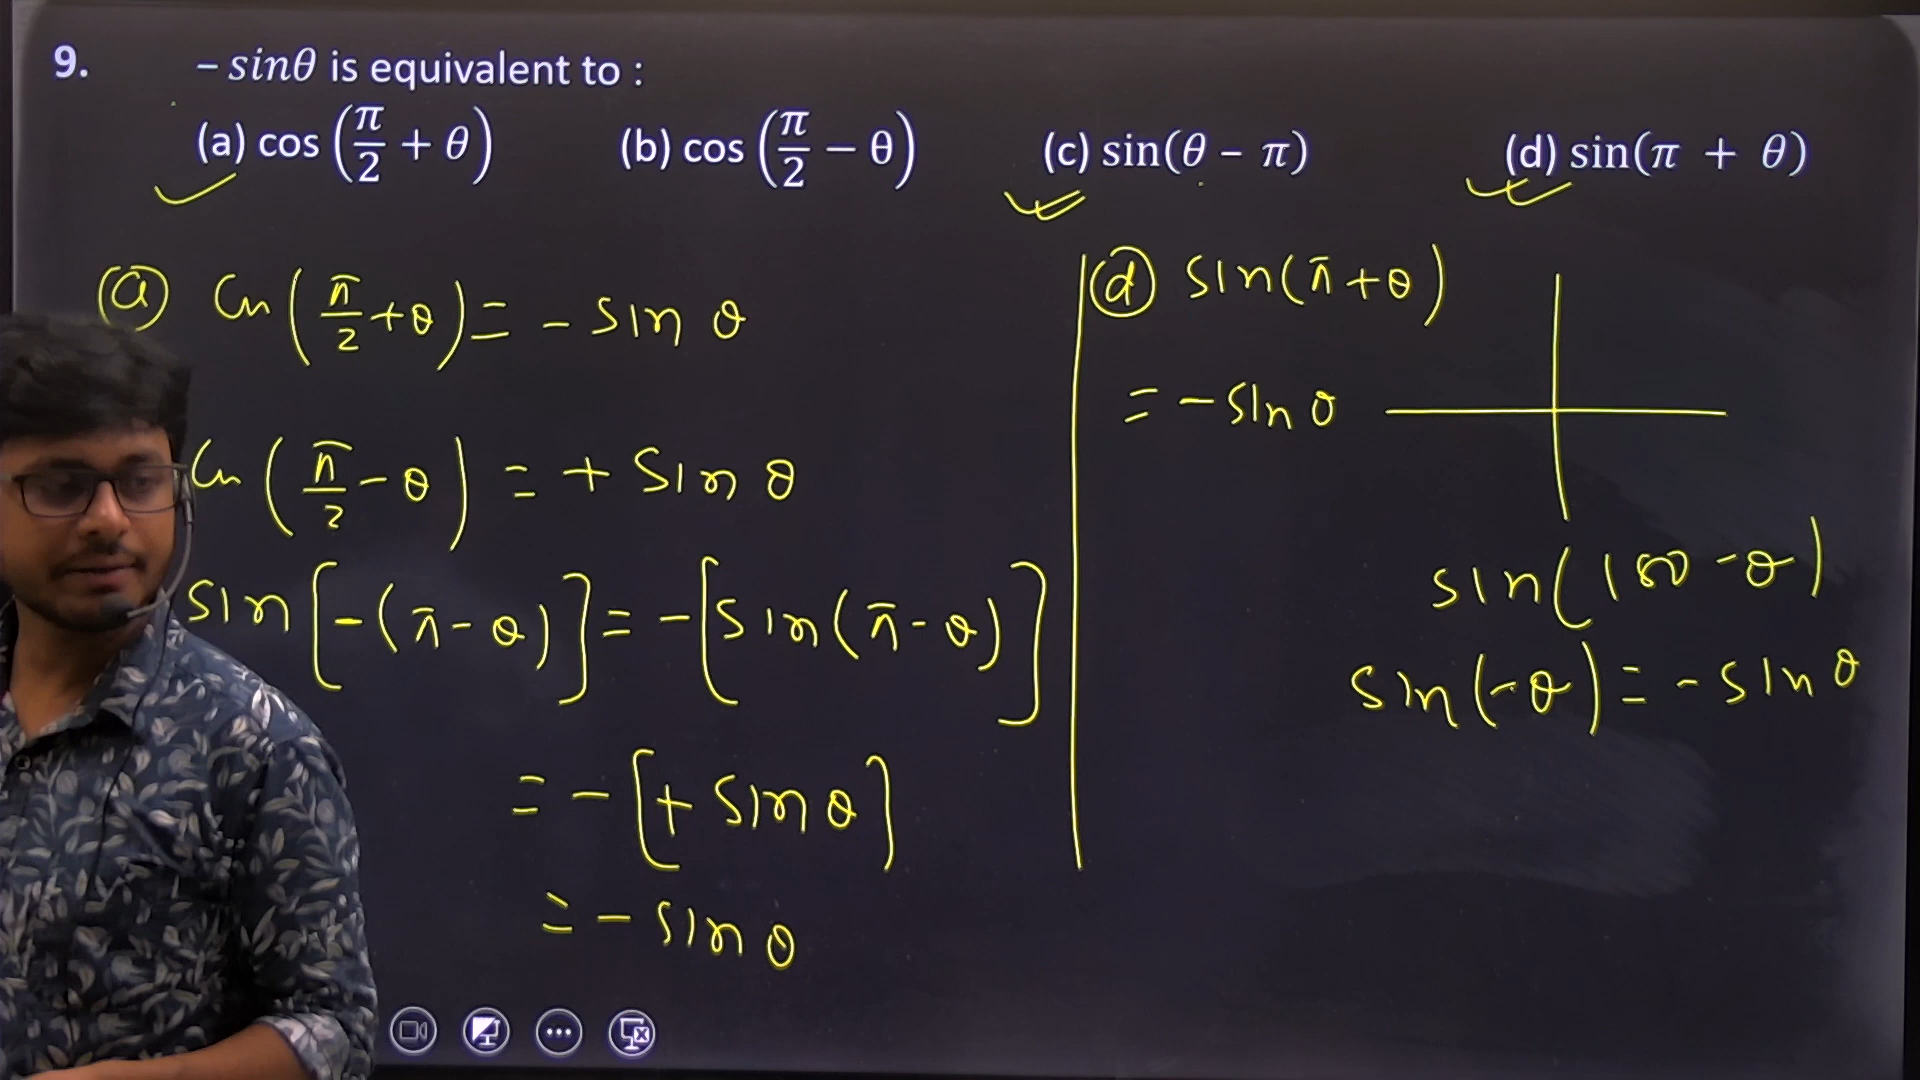 9. – sinθ is equivalent to :
(a) cos (π/2 + θ) (b) cos (π/2 − θ) (c) sin(θ − π) (d) sin(π + θ)
(a) Cos (π/2 + θ) = - sin θ
Cos (π/2 - θ) = + Sin θ
sin [-(π - θ)] = - [sin (π - θ)]
= - [+ sin θ]
= - sin θ
(d) sin(π + θ)
= - sin θ
sin(180 - θ)
sin(-θ) = - sin θ